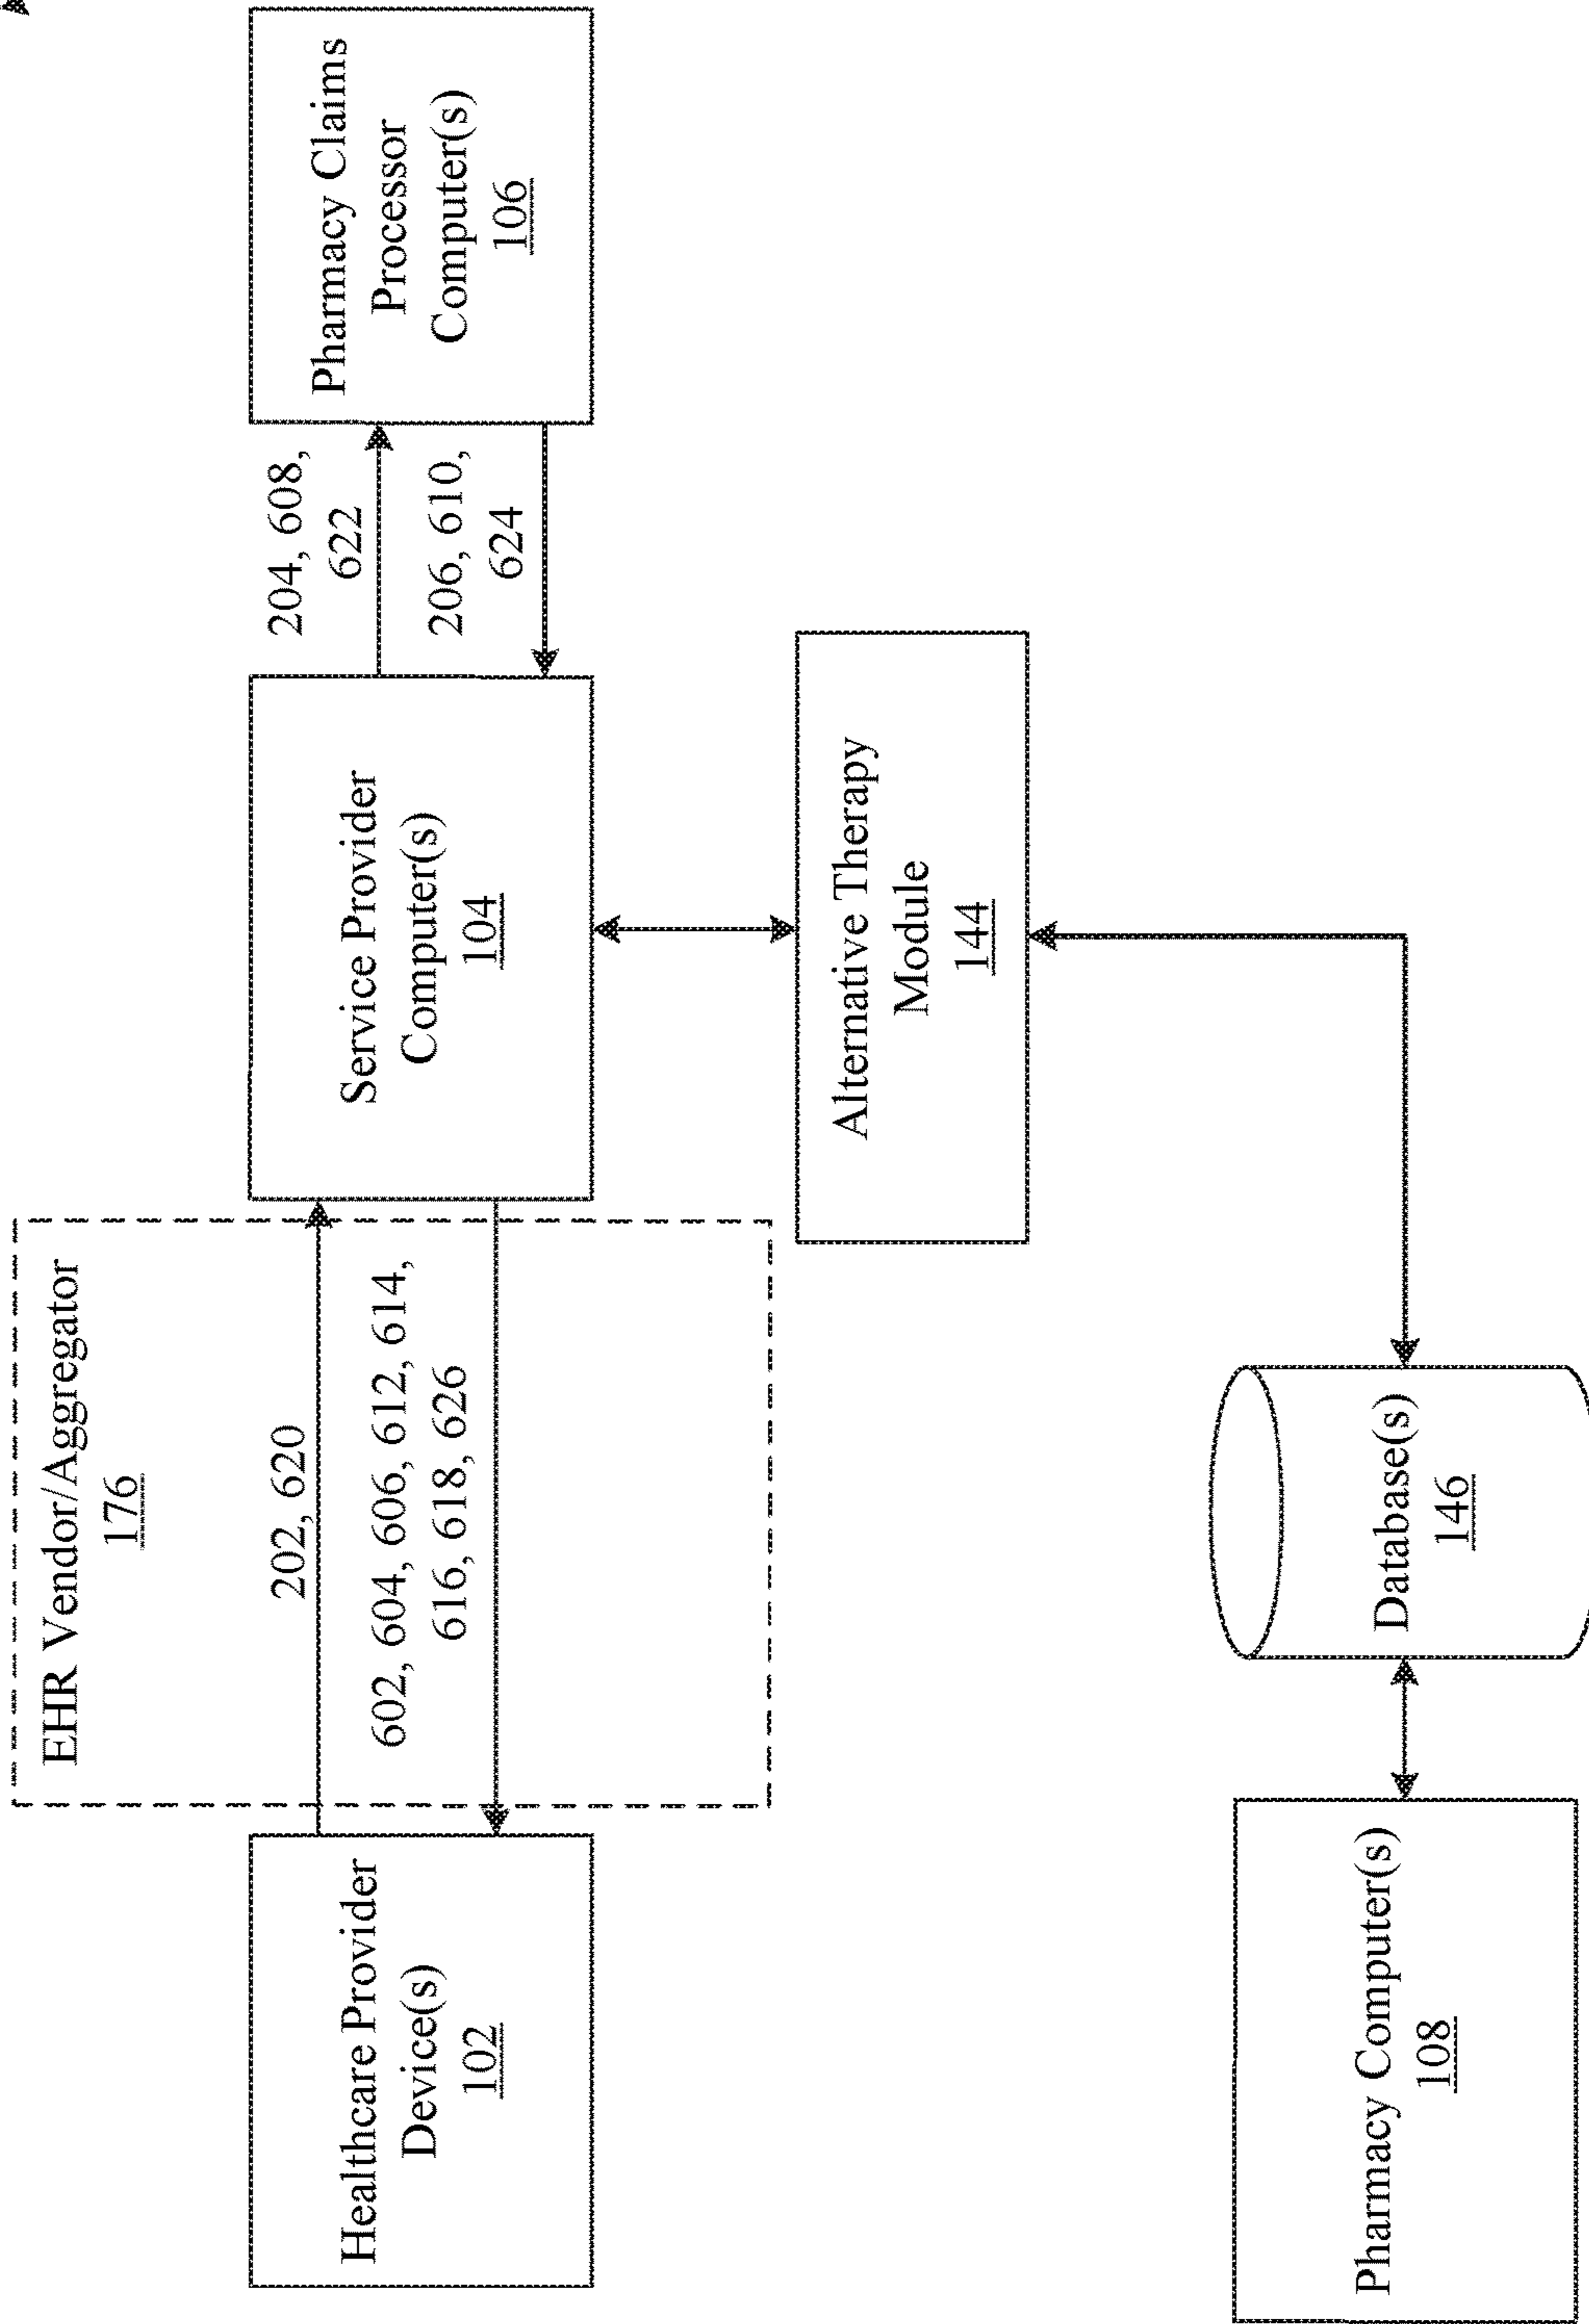 EHR Vendor/Aggregator
176
202, 620
602, 604, 606, 612, 614,
616, 618, 626
204, 608,
622
206, 610,
624
Healthcare Provider
Device(s)
102
Service Provider
Computer(s)
104
Pharmacy Claims
Processor
Computer(s)
106
Alternative Therapy
Module
144
Pharmacy Computer(s)
108
Database(s)
146